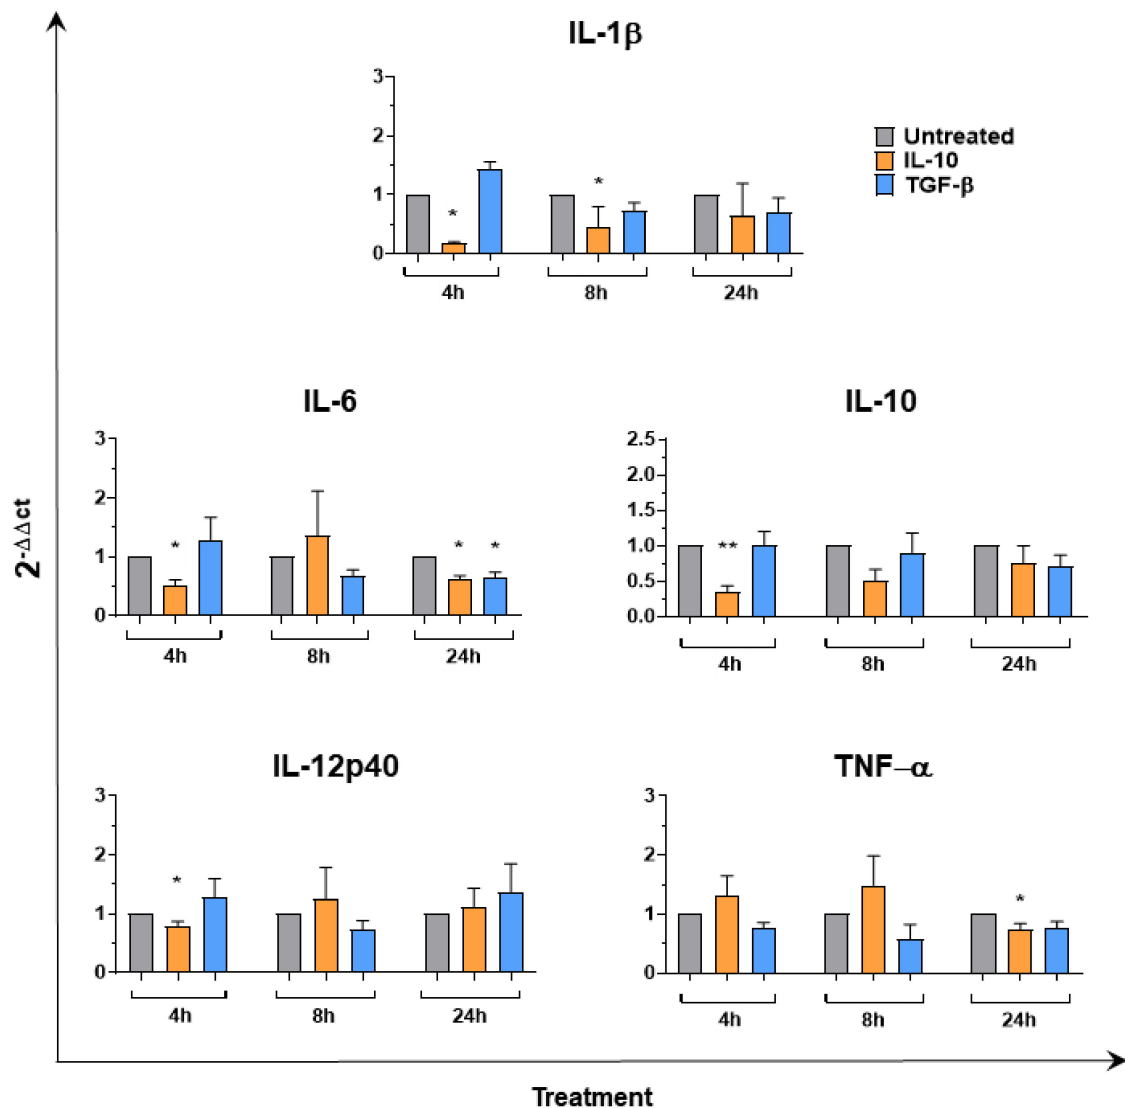 IL-1β
3
2
1
0
* *
4h 8h 24h
Untreated
IL-10
TGF-β
2-ΔΔct
IL-6
3
2
1
0
* * *
4h 8h 24h
IL-10
2.5
2.0
1.5
1.0
0.5
0.0
**
4h 8h 24h
IL-12p40
3
2
1
0
*
4h 8h 24h
TNF–α
3
2
1
0
*
4h 8h 24h
Treatment